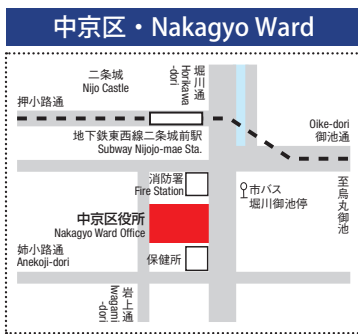 中京区・Nakagyo Ward
二条城
Nijo Castle
堀川通
Horikawa
-dori
押小路通
Oike-dori
御池通
地下鉄東西線二条城前駅
Subway Nijojo-mae Sta.
消防署
Fire Station
市バス
堀川御池停
至烏丸御池
中京区役所
Nakagyo Ward Office
姉小路通
Anekoji-dori
保健所
岩上通
Iwagami
-dori